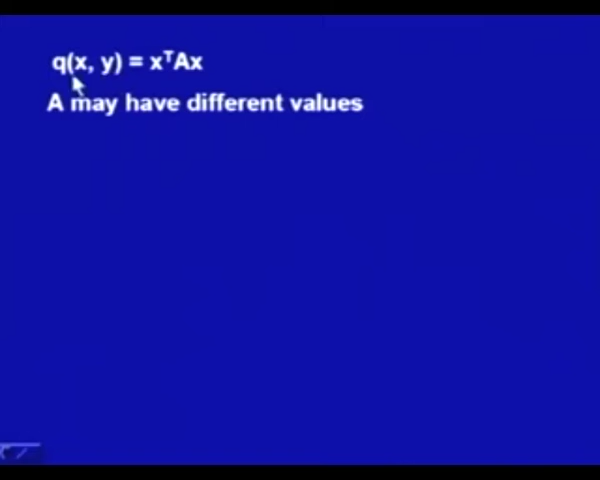 q(x, y) = xᵀAx
A may have different values